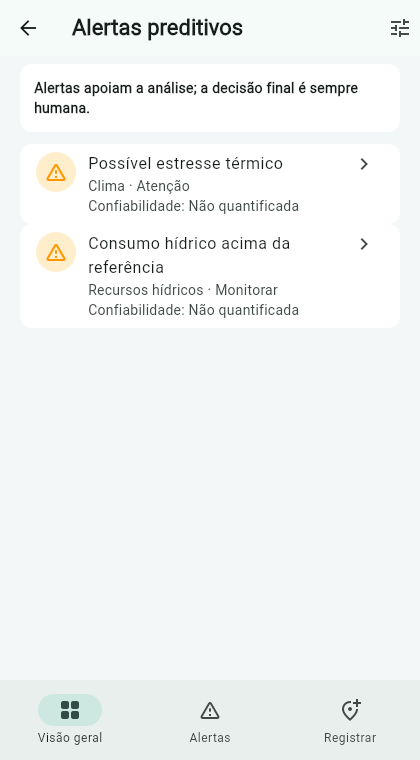 Alertas preditivos
Alertas apoiam a análise; a decisão final é sempre
humana.
Possível estresse térmico
Clima · Atenção
Confiabilidade: Não quantificada
Consumo hídrico acima da
referência
Recursos hídricos · Monitorar
Confiabilidade: Não quantificada
Visão geral
Alertas
Registrar